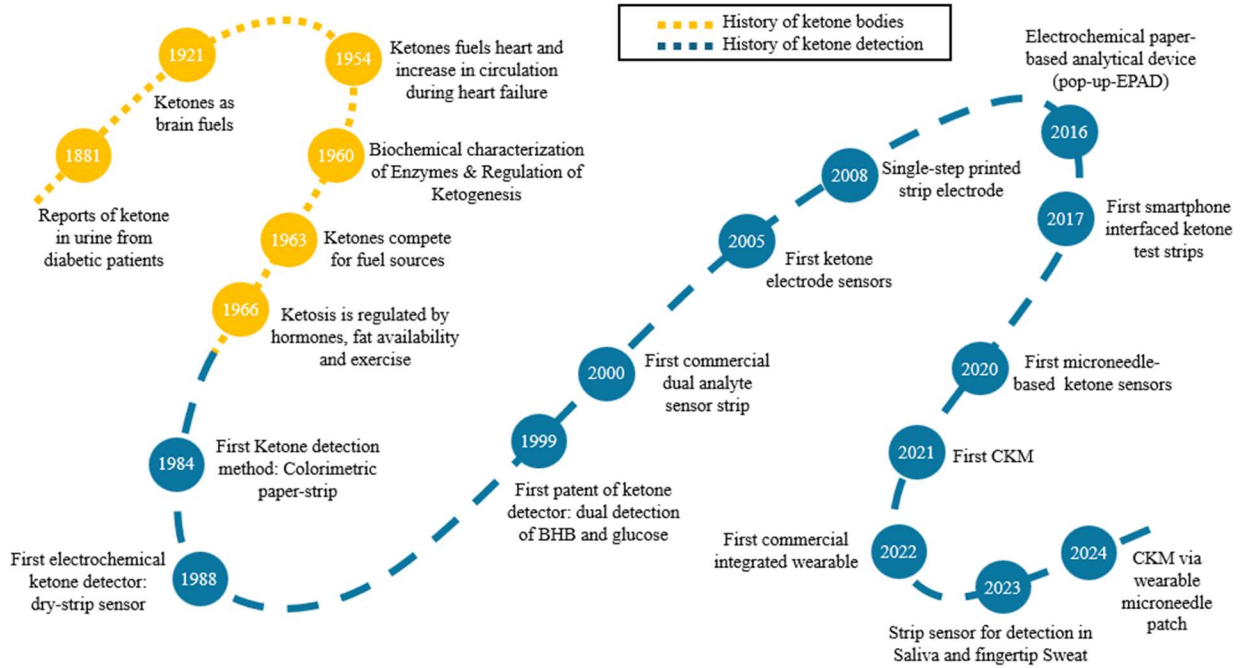 History of ketone bodies
History of ketone detection
1881
Reports of ketone
in urine from
diabetic patients
1921
Ketones as
brain fuels
1954
Ketones fuels heart and
increase in circulation
during heart failure
1960
Biochemical characterization
of Enzymes & Regulation of
Ketogenesis
1963
Ketones compete
for fuel sources
1966
Ketosis is regulated by
hormones, fat availability
and exercise
1984
First Ketone detection
method: Colorimetric
paper-strip
1988
First electrochemical
ketone detector:
dry-strip sensor
1999
First patent of ketone
detector: dual detection
of BHB and glucose
2000
First commercial
dual analyte
sensor strip
2005
First ketone
electrode sensors
2008
Single-step printed
strip electrode
2016
Electrochemical paper-
based analytical device
(pop-up-EPAD)
2017
First smartphone
interfaced ketone
test strips
2020
First microneedle-
based ketone sensors
2021
First CKM
2022
First commercial
integrated wearable
2023
Strip sensor for detection in
Saliva and fingertip Sweat
2024
CKM via
wearable
microneedle
patch